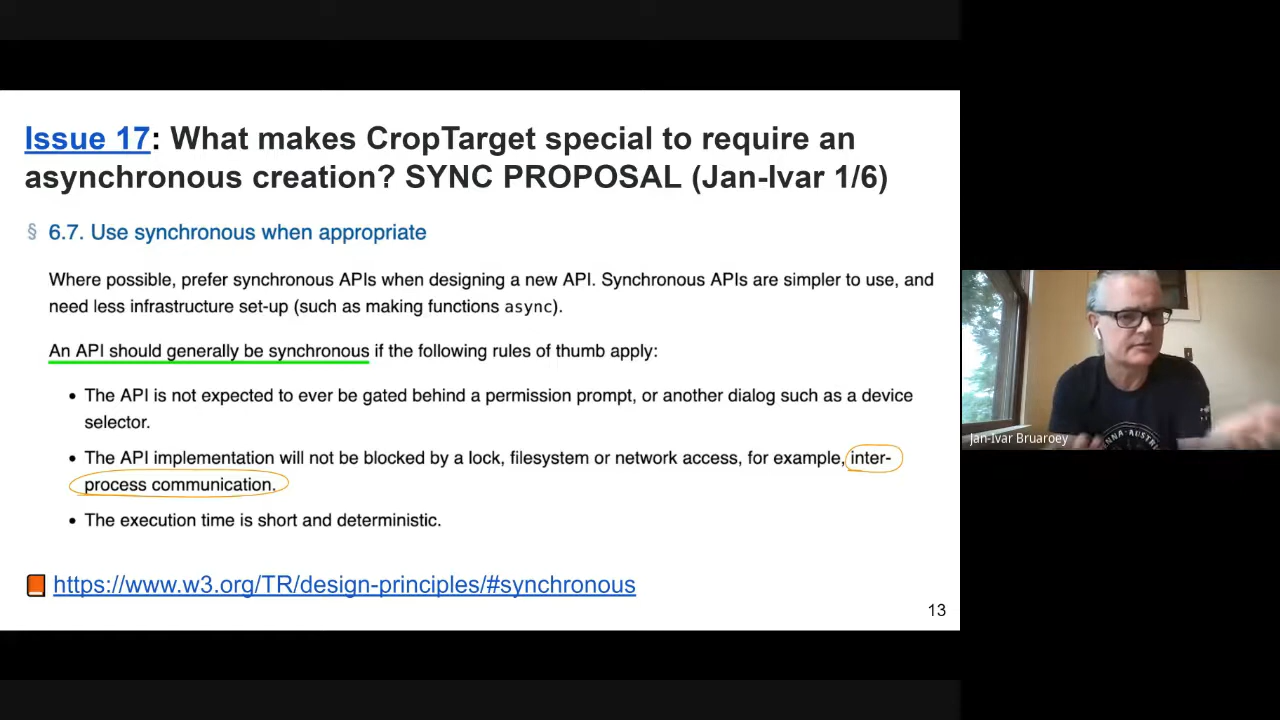 Issue 17: What makes CropTarget special to require an
asynchronous creation? SYNC PROPOSAL (Jan-Ivar 1/6)
§ 6.7. Use synchronous when appropriate
Where possible, prefer synchronous APIs when designing a new API. Synchronous APIs are simpler to use, and
need less infrastructure set-up (such as making functions async).
An API should generally be synchronous if the following rules of thumb apply:
• The API is not expected to ever be gated behind a permission prompt, or another dialog such as a device
selector.
• The API implementation will not be blocked by a lock, filesystem or network access, for example, inter-
process communication.
• The execution time is short and deterministic.
https://www.w3.org/TR/design-principles/#synchronous
13
Jan-Ivar Bruaroey